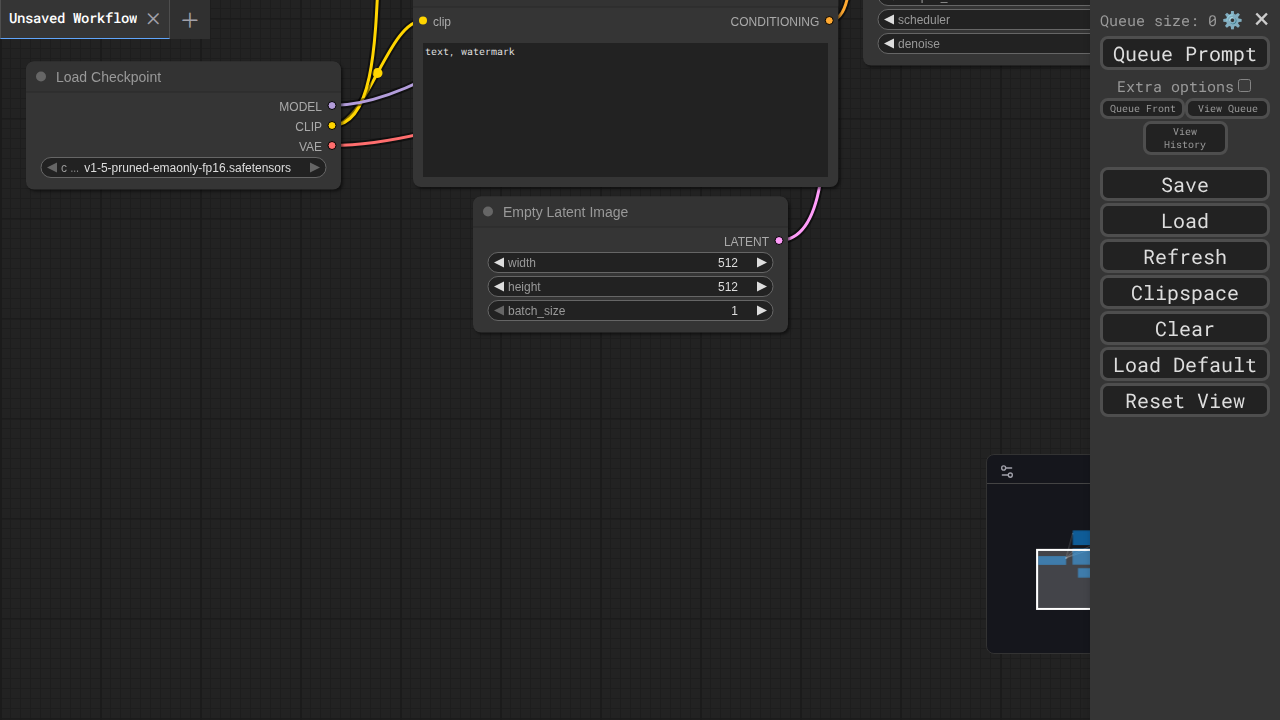 Unsaved Workflow
clip
CONDITIONING
text, watermark
scheduler
denoise
Load Checkpoint
MODEL
CLIP
VAE
c ... v1-5-pruned-emaonly-fp16.safetensors
Empty Latent Image
LATENT
width 512
height 512
batch_size 1
Queue size: 0
Queue Prompt
Extra options
Queue Front
View Queue
View
History
Save
Load
Refresh
Clipspace
Clear
Load Default
Reset View